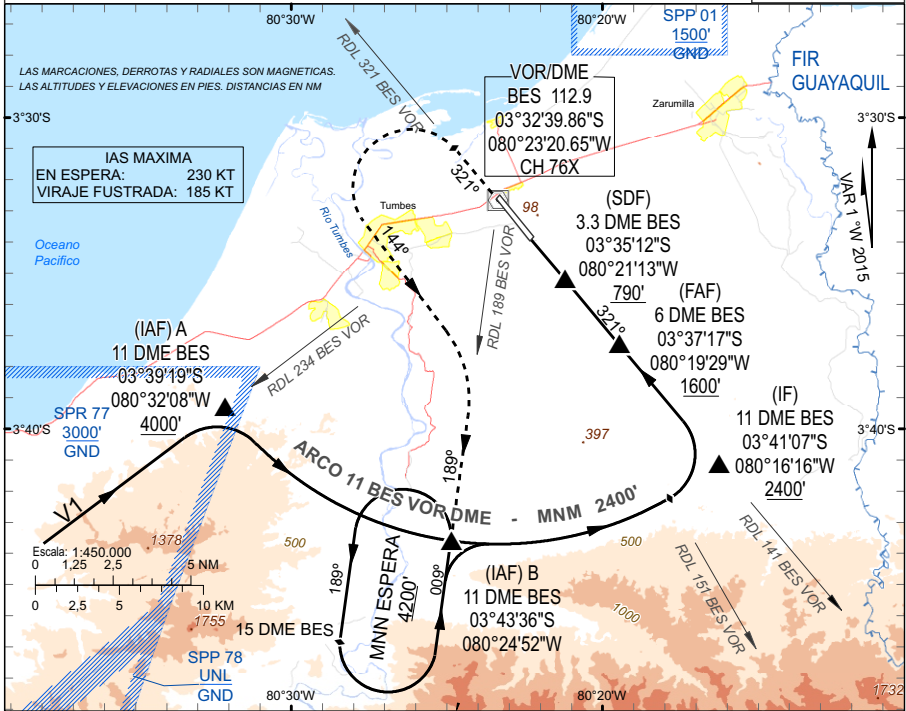 80°30'W
80°20'W
SPP 01
1500'
GND
FIR
GUAYAQUIL
LAS MARCACIONES, DERROTAS Y RADIALES SON MAGNETICAS.
LAS ALTITUDES Y ELEVACIONES EN PIES. DISTANCIAS EN NM
RDL 321 BES VOR
VOR/DME
BES 112.9
03°32'39.86"S
080°23'20.65"W
CH 76X
Zarumilla
3°30'S
3°30'S
IAS MAXIMA
EN ESPERA: 230 KT
VIRAJE FUSTRADA: 185 KT
321º
VAR 1 °W 2015
Tumbes
Río Tumbes
98
(SDF)
3.3 DME BES
03°35'12"S
080°21'13"W
790'
Oceano
Pacífico
144º
RDL 189 BES VOR
(FAF)
6 DME BES
03°37'17"S
080°19'29"W
1600'
321º
(IAF) A
11 DME BES
03°39'19"S
080°32'08"W
4000'
RDL 234 BES VOR
SPR 77
3000'
GND
(IF)
11 DME BES
03°41'07"S
080°16'16"W
2400'
3°40'S
3°40'S
397
189º
ARCO 11 BES VOR DME - MNM 2400'
V1
1378
500
500
Escala: 1:450.000
0 1,25 2,5 5 NM
0 2,5 5 10 KM
189º
MNN ESPERA
4200'
009º
(IAF) B
11 DME BES
03°43'36"S
080°24'52"W
RDL 151 BES VOR
RDL 141 BES VOR
1000
1755
15 DME BES
SPP 78
UNL
GND
80°30'W
80°20'W
1732